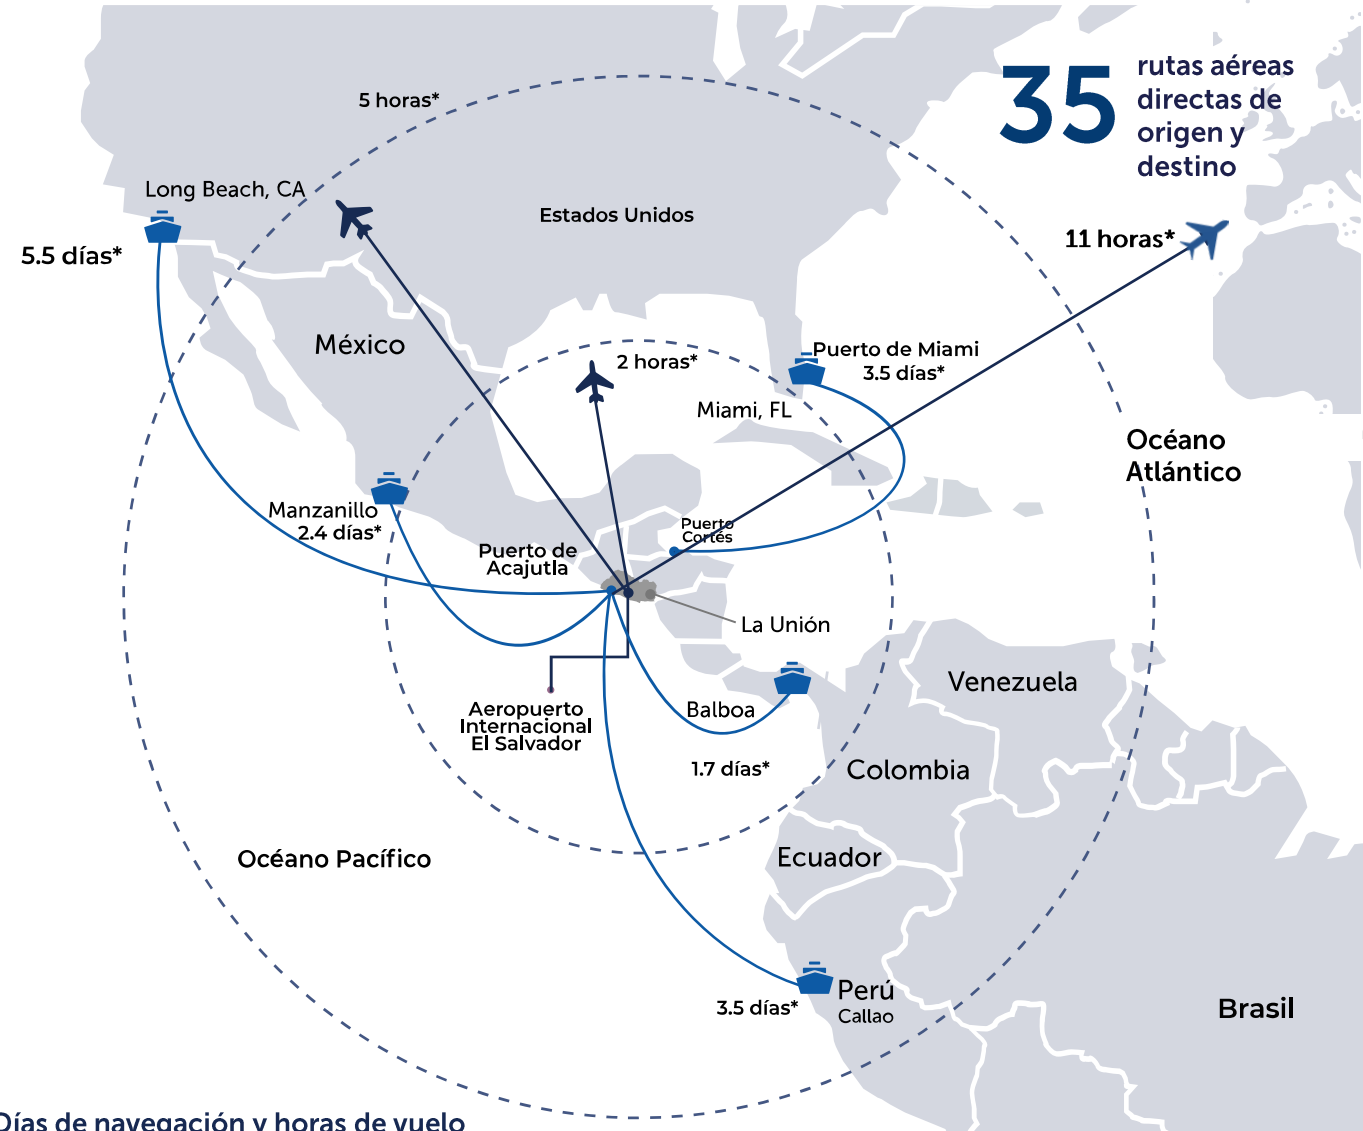 35
rutas aéreas
directas de
origen y
destino
5 horas*
Long Beach, CA
Estados Unidos
5.5 días*
11 horas*
México
2 horas*
Puerto de Miami
3.5 días*
Miami, FL
Océano
Atlántico
Manzanillo
2.4 días*
Puerto
Cortés
Puerto de
Acajutla
La Unión
Venezuela
Balboa
Aeropuerto
Internacional
El Salvador
1.7 días*
Colombia
Océano Pacífico
Ecuador
Perú
Callao
3.5 días*
Brasil
Días de navegación y horas de vuelo